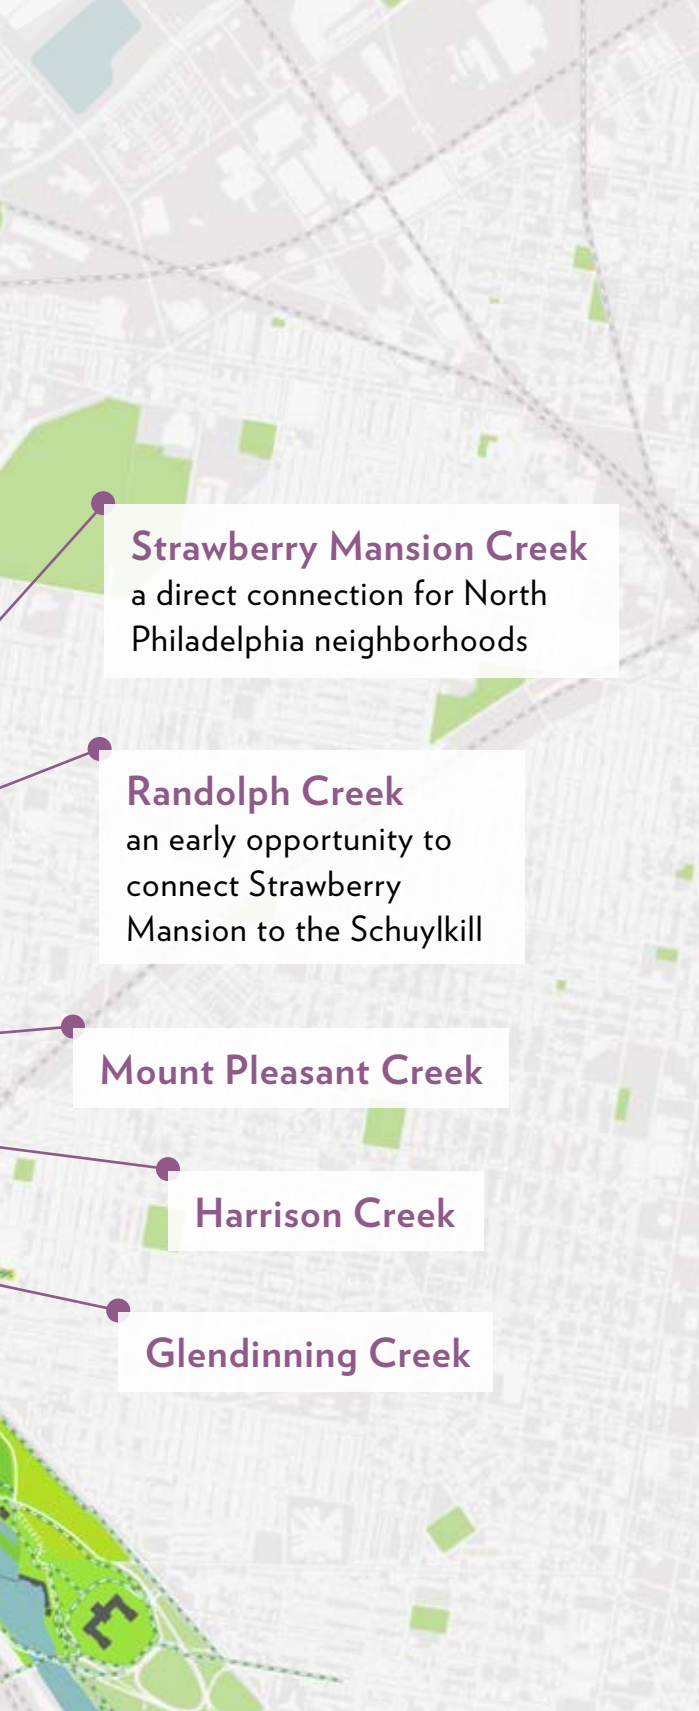 Strawberry Mansion Creek
a direct connection for North
Philadelphia neighborhoods
Randolph Creek
an early opportunity to
connect Strawberry
Mansion to the Schuylkill
Mount Pleasant Creek
Harrison Creek
Glendinning Creek